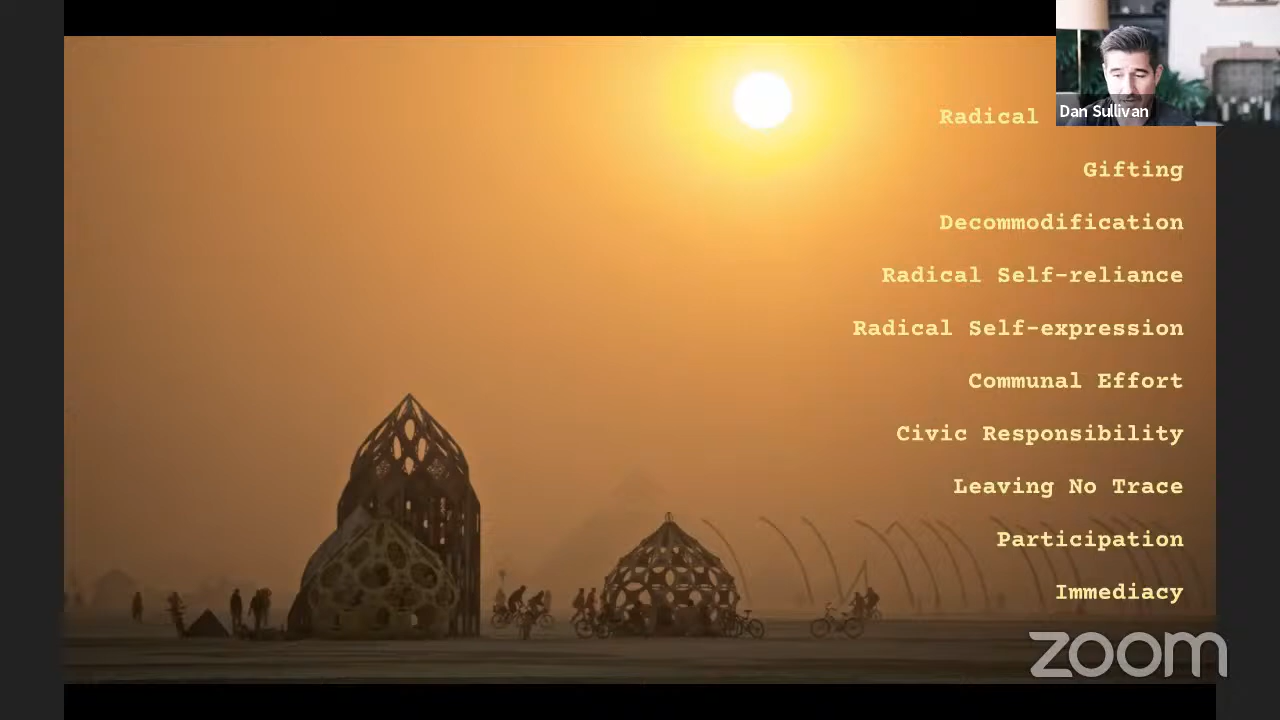 Dan Sullivan
Radical
Gifting
Decommodification
Radical Self-reliance
Radical Self-expression
Communal Effort
Civic Responsibility
Leaving No Trace
Participation
Immediacy
zoom